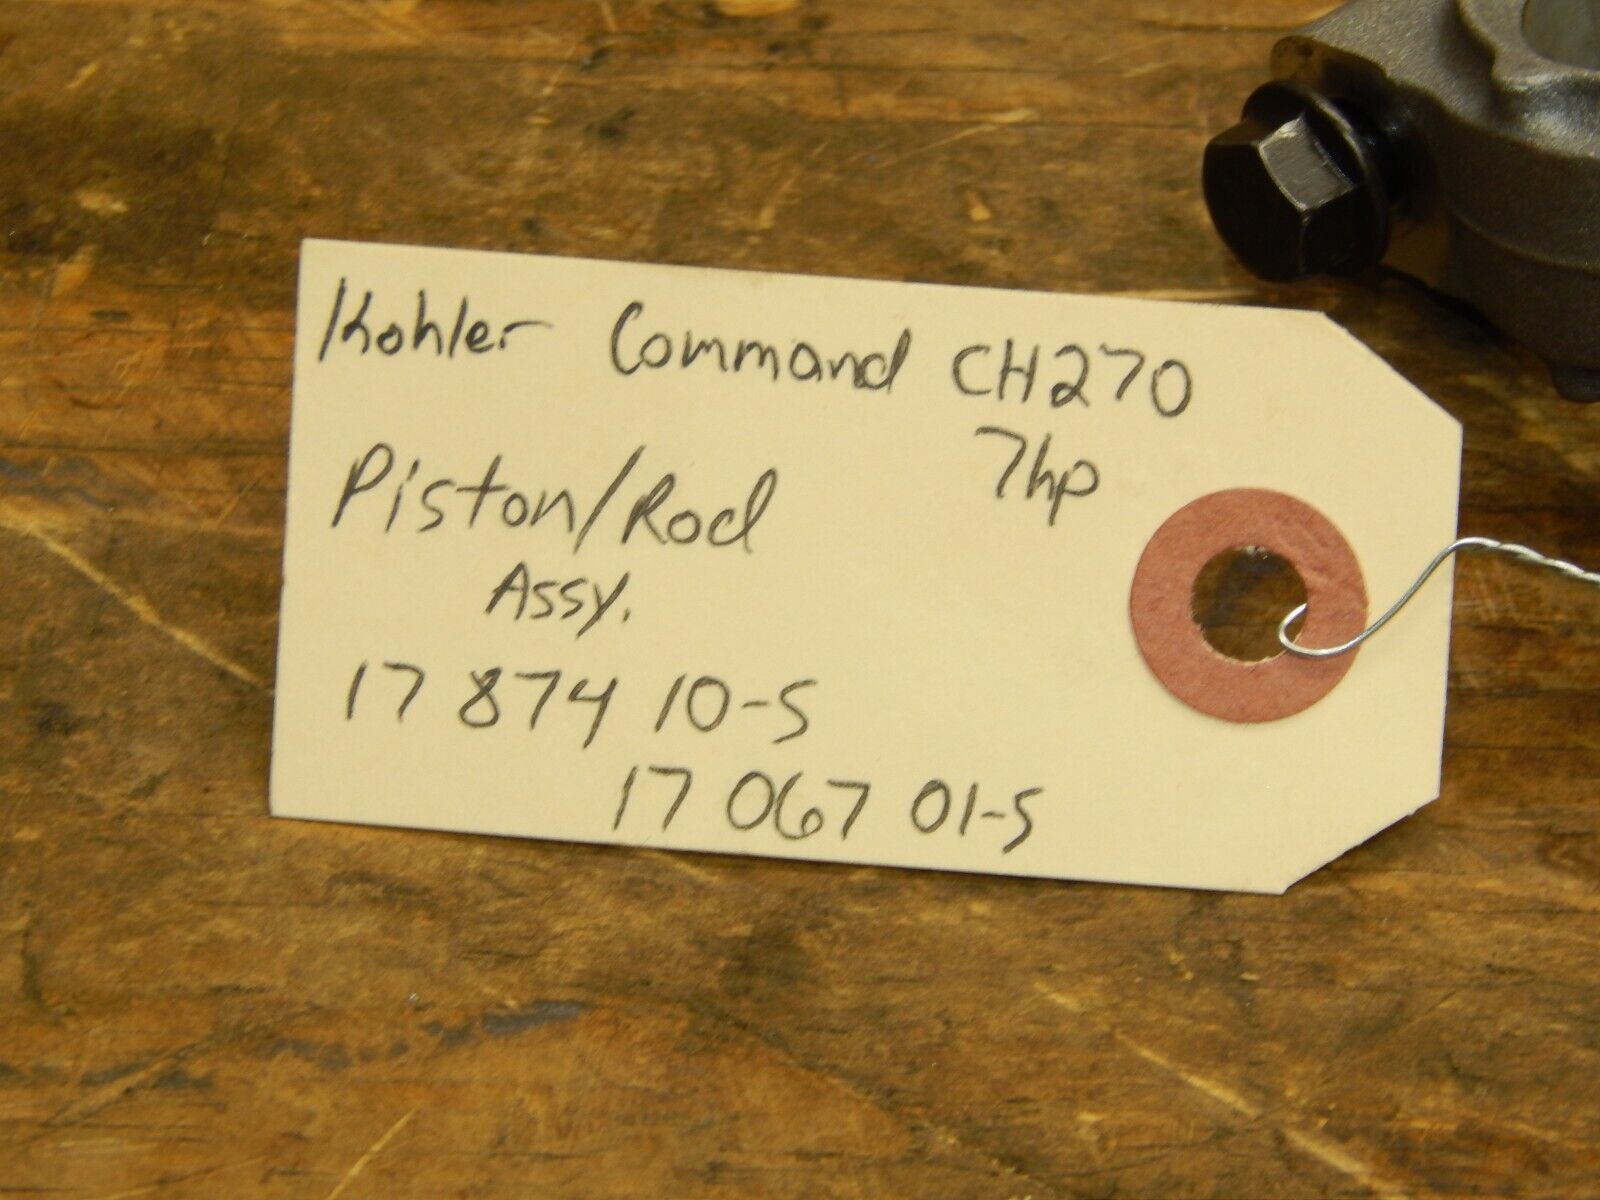 Kohler Command CH270
7hp
Piston/Rod
Assy.
17 874 10-S
17 067 01-S